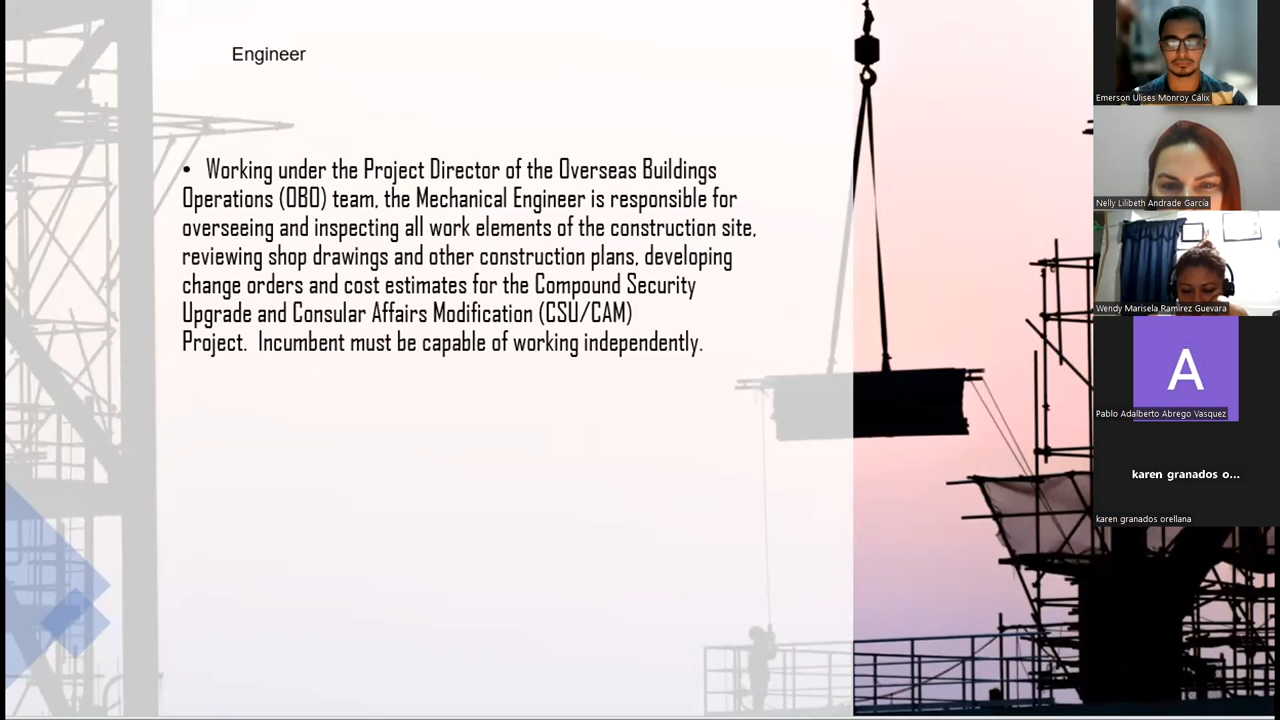 Engineer
• Working under the Project Director of the Overseas Buildings
Operations (OBO) team, the Mechanical Engineer is responsible for
overseeing and inspecting all work elements of the construction site,
reviewing shop drawings and other construction plans, developing
change orders and cost estimates for the Compound Security
Upgrade and Consular Affairs Modification (CSU/CAM)
Project. Incumbent must be capable of working independently.
Emerson Ulises Monroy Cálix
Nelly Lilibeth Andrade García
Wendy Marisela Ramirez Guevara
A
Pablo Adalberto Abrego Vasquez
karen granados o...
karen granados orellana